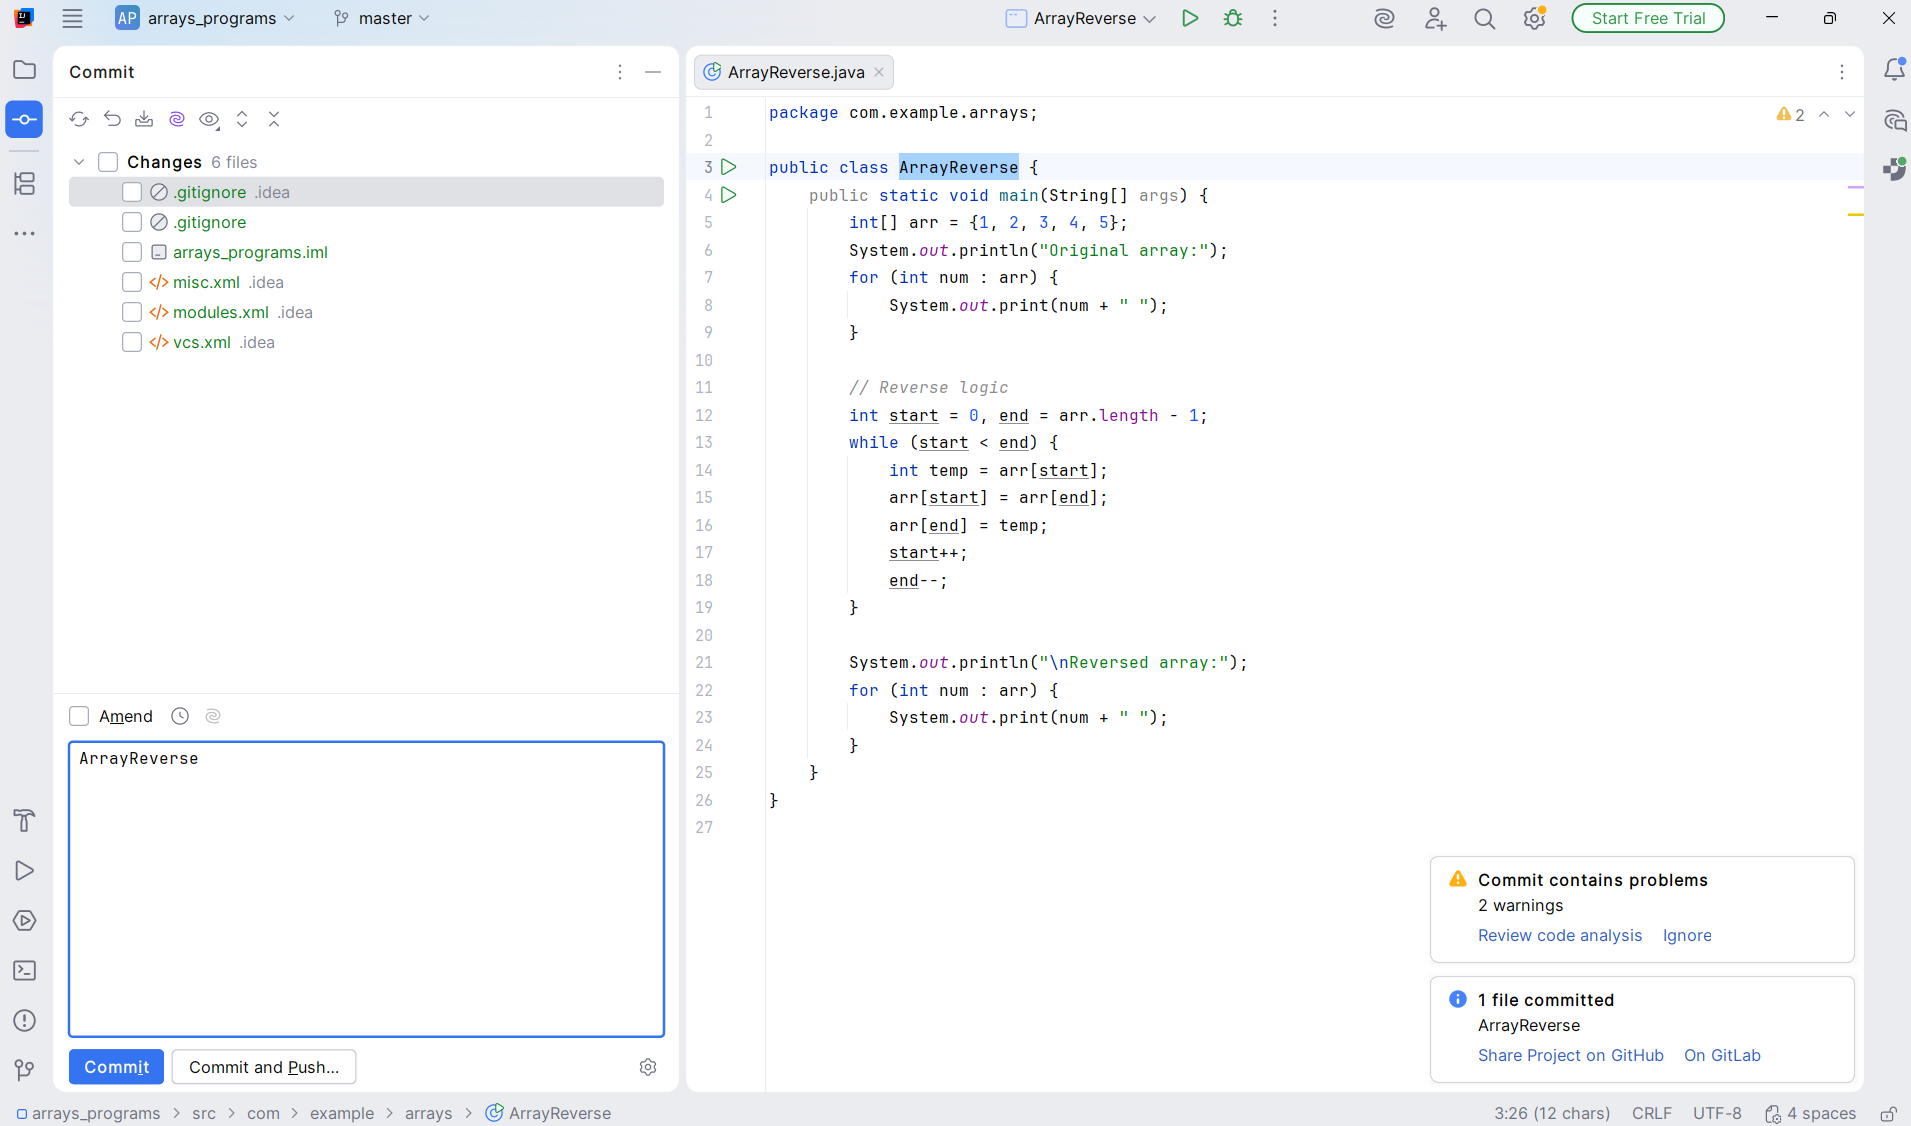 AP arrays_programs master ArrayReverse Start Free Trial
Commit
Changes 6 files
.gitignore .idea
.gitignore
arrays_programs.iml
misc.xml .idea
modules.xml .idea
vcs.xml .idea
Amend
ArrayReverse
Commit Commit and Push...
ArrayReverse.java
2
1 package com.example.arrays;
2
3 public class ArrayReverse {
4 public static void main(String[] args) {
5 int[] arr = {1, 2, 3, 4, 5};
6 System.out.println("Original array:");
7 for (int num : arr) {
8 System.out.print(num + " ");
9 }
10
11 // Reverse logic
12 int start = 0, end = arr.length - 1;
13 while (start < end) {
14 int temp = arr[start];
15 arr[start] = arr[end];
16 arr[end] = temp;
17 start++;
18 end--;
19 }
20
21 System.out.println("\nReversed array:");
22 for (int num : arr) {
23 System.out.print(num + " ");
24 }
25 }
26 }
27
Commit contains problems
2 warnings
Review code analysis Ignore
1 file committed
ArrayReverse
Share Project on GitHub On GitLab
arrays_programs > src > com > example > arrays > ArrayReverse 3:26 (12 chars) CRLF UTF-8 4 spaces